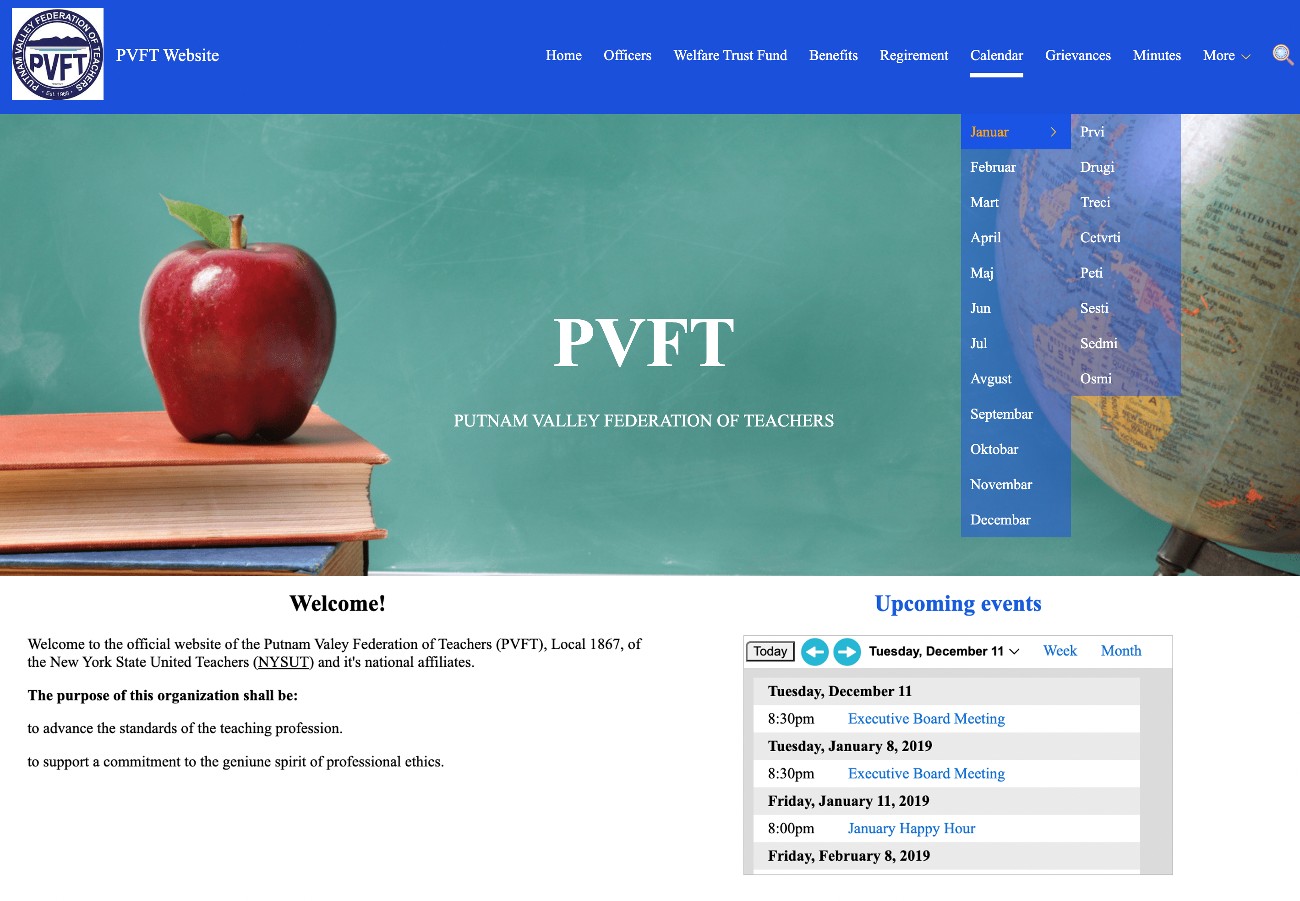 PUTNAM VALLEY FEDERATION OF TEACHERS
PVFT
EST 1965
PVFT Website
Home Officers Welfare Trust Fund Benefits Regirement Calendar Grievances Minutes More
Januar
Februar
Mart
April
Maj
Jun
Jul
Avgust
Septembar
Oktobar
Novembar
Decembar
Prvi
Drugi
Treci
Cctvrti
Peti
Sesti
Sedmi
Osmi
PVFT
PUTNAM VALLEY FEDERATION OF TEACHERS
FEDERATED STATES
Welcome!
Welcome to the official website of the Putnam Valey Federation of Teachers (PVFT), Local 1867, of
the New York State United Teachers (NYSUT) and it's national affiliates.
The purpose of this organization shall be:
to advance the standards of the teaching profession.
to support a commitment to the geniune spirit of professional ethics.
Upcoming events
Today Tuesday, December 11 Week Month
Tuesday, December 11
8:30pm Executive Board Meeting
Tuesday, January 8, 2019
8:30pm Executive Board Meeting
Friday, January 11, 2019
8:00pm January Happy Hour
Friday, February 8, 2019